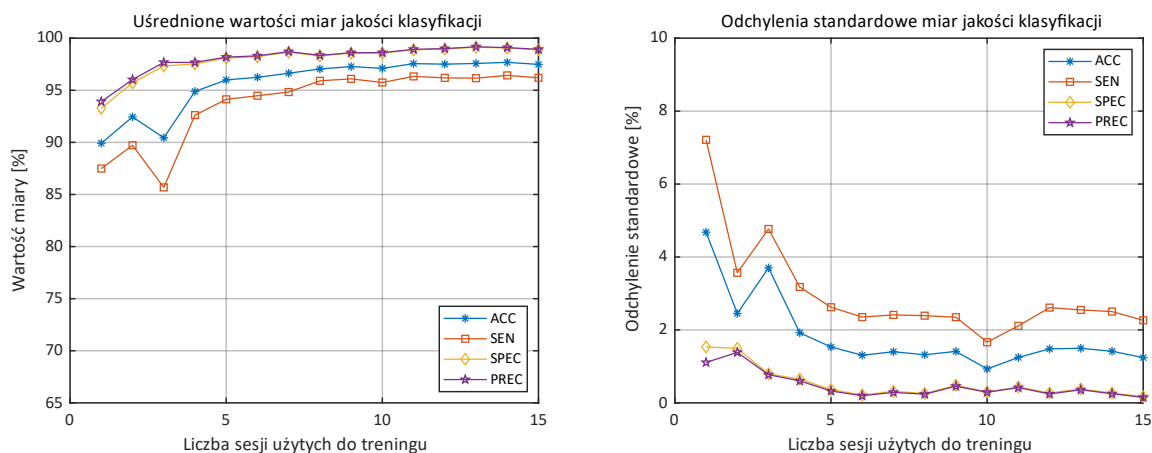 Uśrednione wartości miar jakości klasyfikacji
100
95
90
85
80
75
70
65
Wartość miary [%]
ACC
SEN
SPEC
PREC
0
5
10
15
Liczba sesji użytych do treningu
Odchylenia standardowe miar jakości klasyfikacji
10
8
6
4
2
0
Odchylenie standardowe [%]
ACC
SEN
SPEC
PREC
0
5
10
15
Liczba sesji użytych do treningu